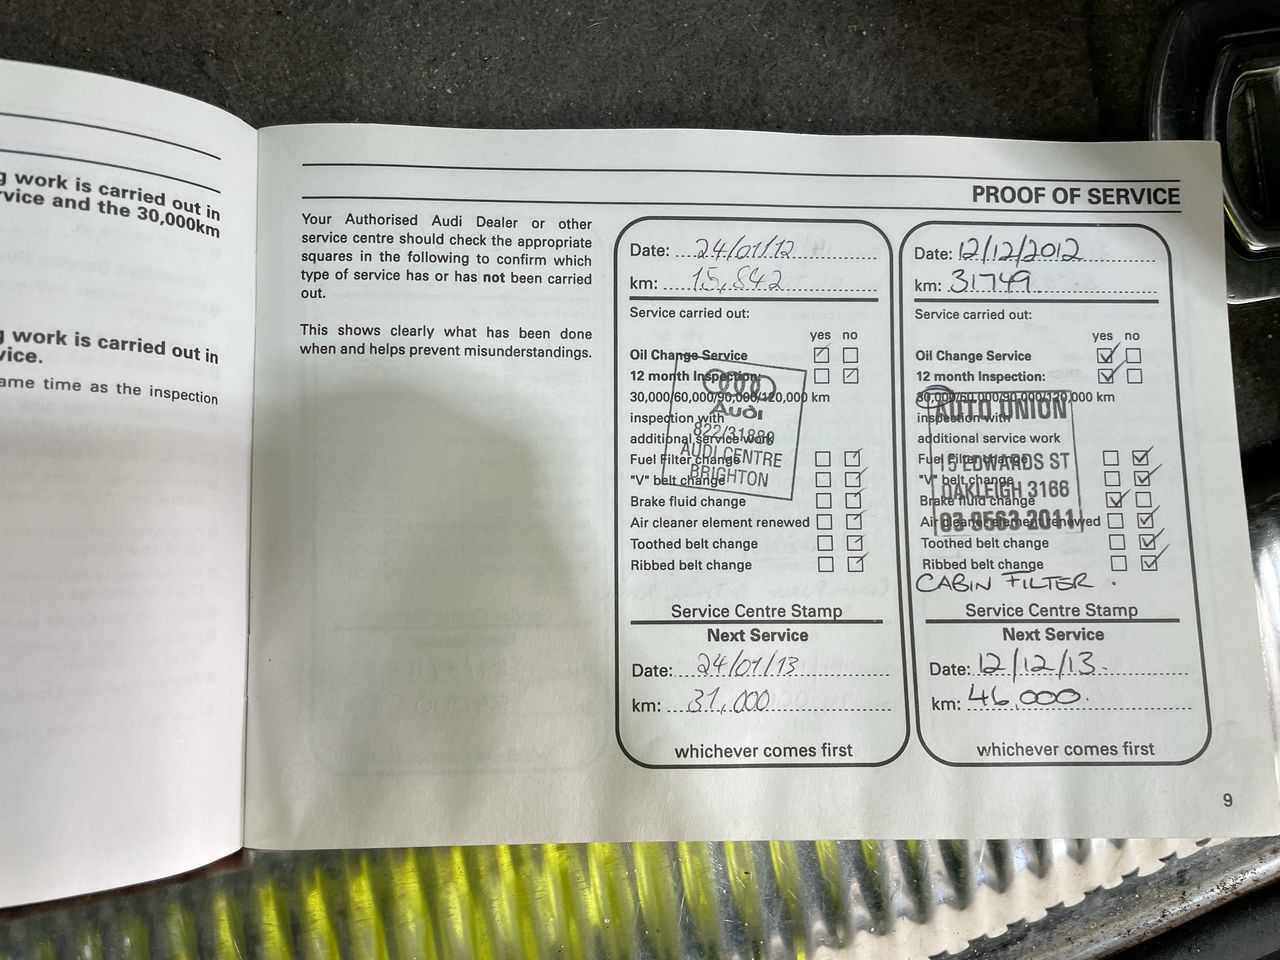 g work is carried out in
rvice and the 30,000km
g work is carried out in
vice.
ame time as the inspection
PROOF OF SERVICE
Your Authorised Audi Dealer or other
service centre should check the appropriate
squares in the following to confirm which
type of service has or has not been carried
out.
This shows clearly what has been done
when and helps prevent misunderstandings.
Date: 24/01/12
km: 15,842
Service carried out:
yes no
Oil Change Service
12 month Inspection:
30,000/60,000/90,000/120,000 km
inspection with
additional service work
Fuel Filter change
"V" belt change
Brake fluid change
Air cleaner element renewed
Toothed belt change
Ribbed belt change
Audi
822/31880
AUDI CENTRE
BRIGHTON
Service Centre Stamp
Next Service
Date: 24/01/13
km: 31,000
whichever comes first
Date: 12/12/2012
km: 31749
Service carried out:
yes no
Oil Change Service
12 month Inspection:
30,000/60,000/90,000/120,000 km
inspection with
additional service work
Fuel Filter change
"V" belt change
Brake fluid change
Air cleaner element renewed
Toothed belt change
Ribbed belt change
AUTO UNION
15 EDWARDS ST
OAKLEIGH 3166
03 9563 2011
CABIN FILTER.
Service Centre Stamp
Next Service
Date: 12/12/13.
km: 46,000.
whichever comes first
9